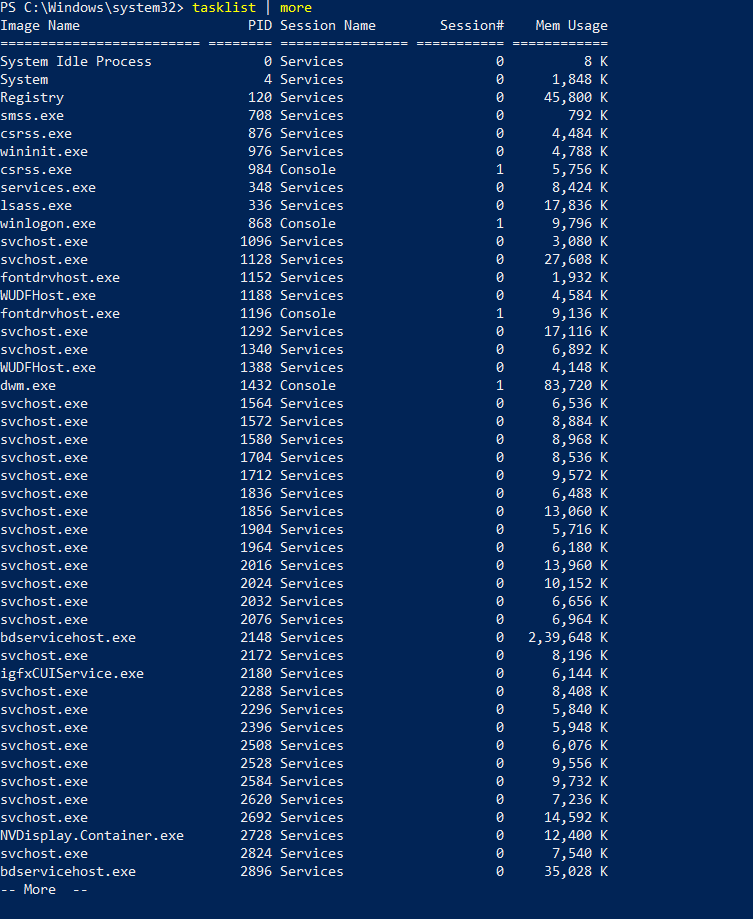 PS C:\Windows\system32> tasklist | more
Image Name                     PID Session Name        Session#    Mem Usage
========================= ======== ================ =========== ============
System Idle Process              0 Services                   0          8 K
System                           4 Services                   0      1,848 K
Registry                       120 Services                   0     45,800 K
smss.exe                       708 Services                   0        792 K
csrss.exe                      876 Services                   0      4,484 K
wininit.exe                    976 Services                   0      4,788 K
csrss.exe                      984 Console                    1      5,756 K
services.exe                   348 Services                   0      8,424 K
lsass.exe                      336 Services                   0     17,836 K
winlogon.exe                   868 Console                    1      9,796 K
svchost.exe                   1096 Services                   0      3,080 K
svchost.exe                   1128 Services                   0     27,608 K
fontdrvhost.exe               1152 Services                   0      1,932 K
WUDFHost.exe                  1188 Services                   0      4,584 K
fontdrvhost.exe               1196 Console                    1      9,136 K
svchost.exe                   1292 Services                   0     17,116 K
svchost.exe                   1340 Services                   0      6,892 K
WUDFHost.exe                  1388 Services                   0      4,148 K
dwm.exe                       1432 Console                    1     83,720 K
svchost.exe                   1564 Services                   0      6,536 K
svchost.exe                   1572 Services                   0      8,884 K
svchost.exe                   1580 Services                   0      8,968 K
svchost.exe                   1704 Services                   0      8,536 K
svchost.exe                   1712 Services                   0      9,572 K
svchost.exe                   1836 Services                   0      6,488 K
svchost.exe                   1856 Services                   0     13,060 K
svchost.exe                   1904 Services                   0      5,716 K
svchost.exe                   1964 Services                   0      6,180 K
svchost.exe                   2016 Services                   0     13,960 K
svchost.exe                   2024 Services                   0     10,152 K
svchost.exe                   2032 Services                   0      6,656 K
svchost.exe                   2076 Services                   0      6,964 K
bdservicehost.exe             2148 Services                   0   2,39,648 K
svchost.exe                   2172 Services                   0      8,196 K
igfxCUIService.exe            2180 Services                   0      6,144 K
svchost.exe                   2288 Services                   0      8,408 K
svchost.exe                   2296 Services                   0      5,840 K
svchost.exe                   2396 Services                   0      5,948 K
svchost.exe                   2508 Services                   0      6,076 K
svchost.exe                   2528 Services                   0      9,556 K
svchost.exe                   2584 Services                   0      9,732 K
svchost.exe                   2620 Services                   0      7,236 K
svchost.exe                   2692 Services                   0     14,592 K
NVDisplay.Container.exe       2728 Services                   0     12,400 K
svchost.exe                   2824 Services                   0      7,540 K
bdservicehost.exe             2896 Services                   0     35,028 K
-- More  --